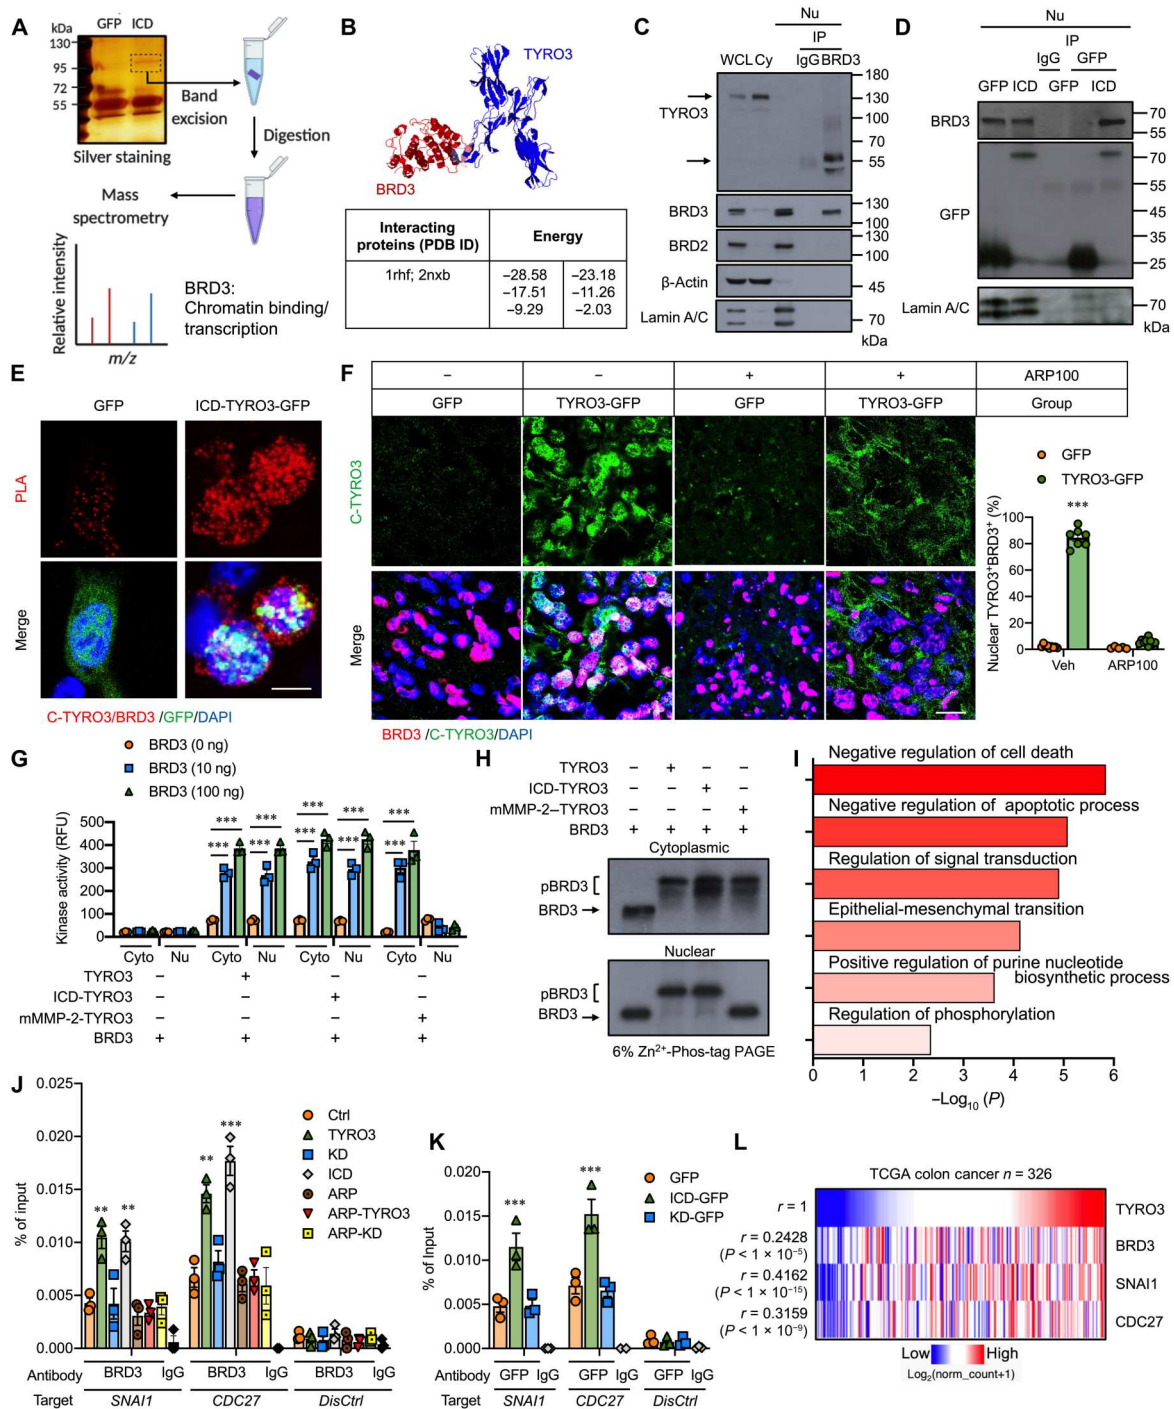 A
kDa
GFP ICD
130
95
72
55
Silver staining
Band
excision
Digestion
Mass
spectrometry
Relative intensity
m/z
BRD3:
Chromatin binding/
transcription
B
TYRO3
BRD3
Interacting
proteins (PDB ID)
Energy
1rhf; 2nxb
−28.58
−17.51
−9.29
−23.18
−11.26
−2.03
C
Nu
IP
WCL Cy
IgG BRD3
TYRO3
180
130
100
70
55
BRD3
130
100
BRD2
130
100
β-Actin
45
Lamin A/C
70
kDa
D
Nu
IP
IgG
GFP
GFP ICD
GFP
ICD
BRD3
70
55
GFP
70
55
45
35
25
Lamin A/C
70
kDa
E
GFP
ICD-TYRO3-GFP
PLA
Merge
C-TYRO3/BRD3 /GFP/DAPI
F
− − + + ARP100
GFP TYRO3-GFP GFP TYRO3-GFP Group
C-TYRO3
Merge
BRD3 /C-TYRO3/DAPI
GFP
TYRO3-GFP
Nuclear TYRO3+BRD3+ (%)
***
100
80
60
40
20
0
Veh
ARP100
G
BRD3 (0 ng)
BRD3 (10 ng)
BRD3 (100 ng)
Kinase activity (RFU)
500
400
300
200
100
0
*** *** *** *** ***
*** *** *** *** ***
Cyto Nu Cyto Nu Cyto Nu Cyto Nu
TYRO3 − + − −
ICD-TYRO3 − − + −
mMMP-2-TYRO3 − − − +
BRD3 + + + +
H
TYRO3 − + − −
ICD-TYRO3 − − + −
mMMP-2–TYRO3 − − − +
BRD3 + + + +
Cytoplasmic
pBRD3
BRD3
Nuclear
pBRD3
BRD3
6% Zn2+-Phos-tag PAGE
I
Negative regulation of cell death
Negative regulation of apoptotic process
Regulation of signal transduction
Epithelial-mesenchymal transition
Positive regulation of purine nucleotide
biosynthetic process
Regulation of phosphorylation
0 1 2 3 4 5 6
−Log10 (P)
J
% of input
0.025
0.020
0.015
0.010
0.005
0.000
** ** ** ***
Ctrl
TYRO3
KD
ICD
ARP
ARP-TYRO3
ARP-KD
Antibody BRD3 IgG BRD3 IgG BRD3 IgG
Target SNAI1 CDC27 DisCtrl
K
% of Input
0.020
0.015
0.010
0.005
0.000
*** ***
GFP
ICD-GFP
KD-GFP
Antibody GFP IgG GFP IgG GFP IgG
Target SNAI1 CDC27 DisCtrl
L
TCGA colon cancer n = 326
r = 1
TYRO3
r = 0.2428
(P < 1 × 10−5)
BRD3
r = 0.4162
(P < 1 × 10−15)
SNAI1
r = 0.3159
(P < 1 × 10−9)
CDC27
Low High
Log2(norm_count+1)